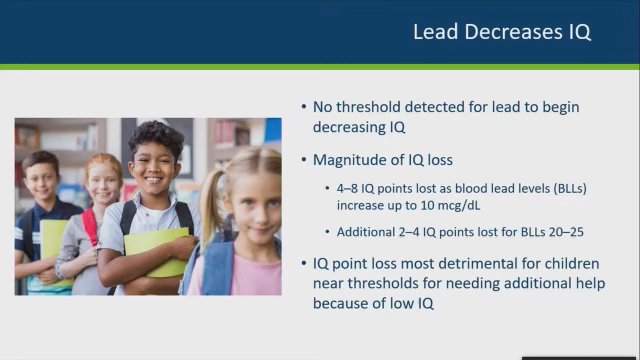 Lead Decreases IQ
• No threshold detected for lead to begin
decreasing IQ
• Magnitude of IQ loss
• 4–8 IQ points lost as blood lead levels (BLLs)
increase up to 10 mcg/dL
• Additional 2–4 IQ points lost for BLLs 20–25
• IQ point loss most detrimental for children
near thresholds for needing additional help
because of low IQ